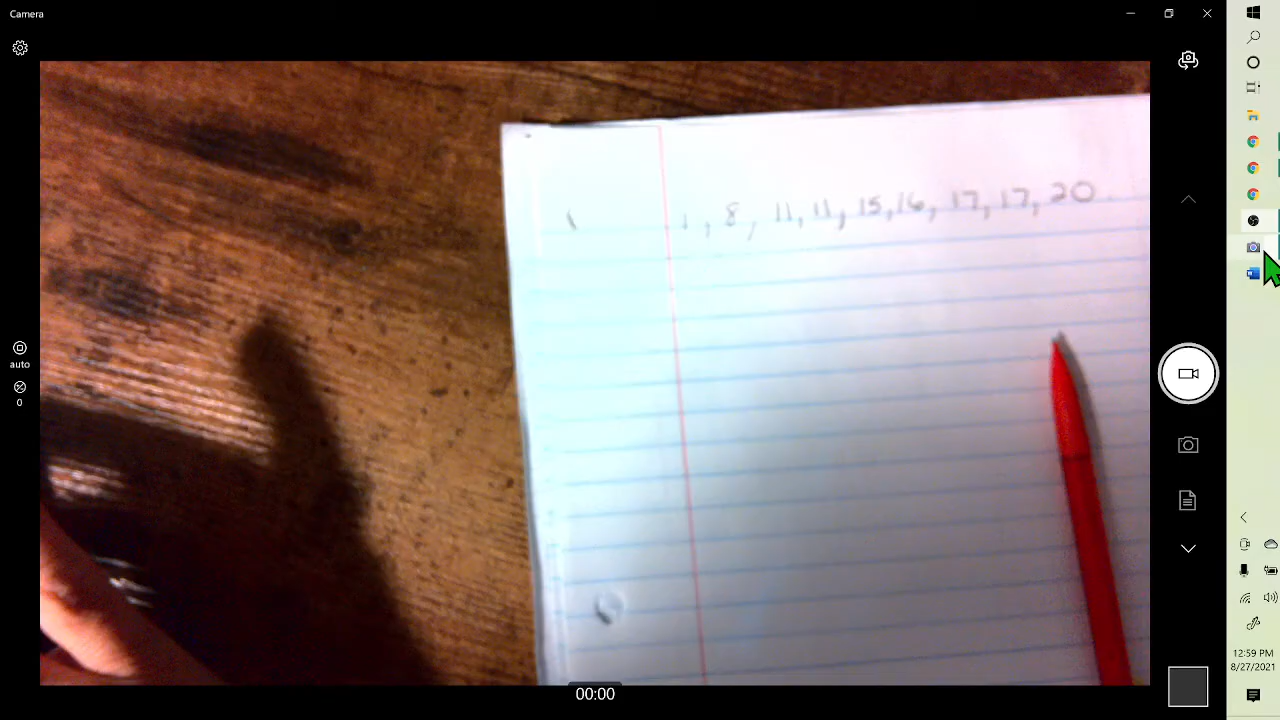 Camera
1, 8, 11, 11, 15, 16, 17, 17, 20
auto
0
00:00
12:59 PM
8/27/2021